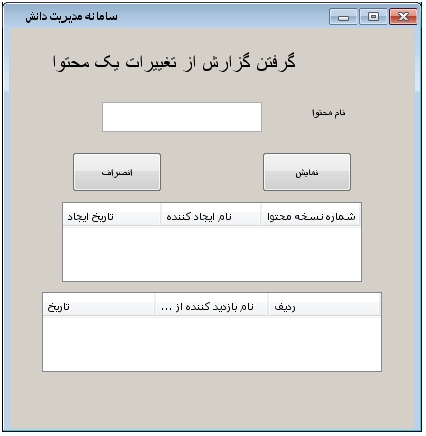 سامانه مدیریت دانش
گرفتن گزارش از تغییرات یک محتوا
نام محتوا
نمایش
انصراف
شماره نسخه محتوا نام ایجاد کننده تاریخ ایجاد
ردیف نام بازدید کننده از ... تاریخ